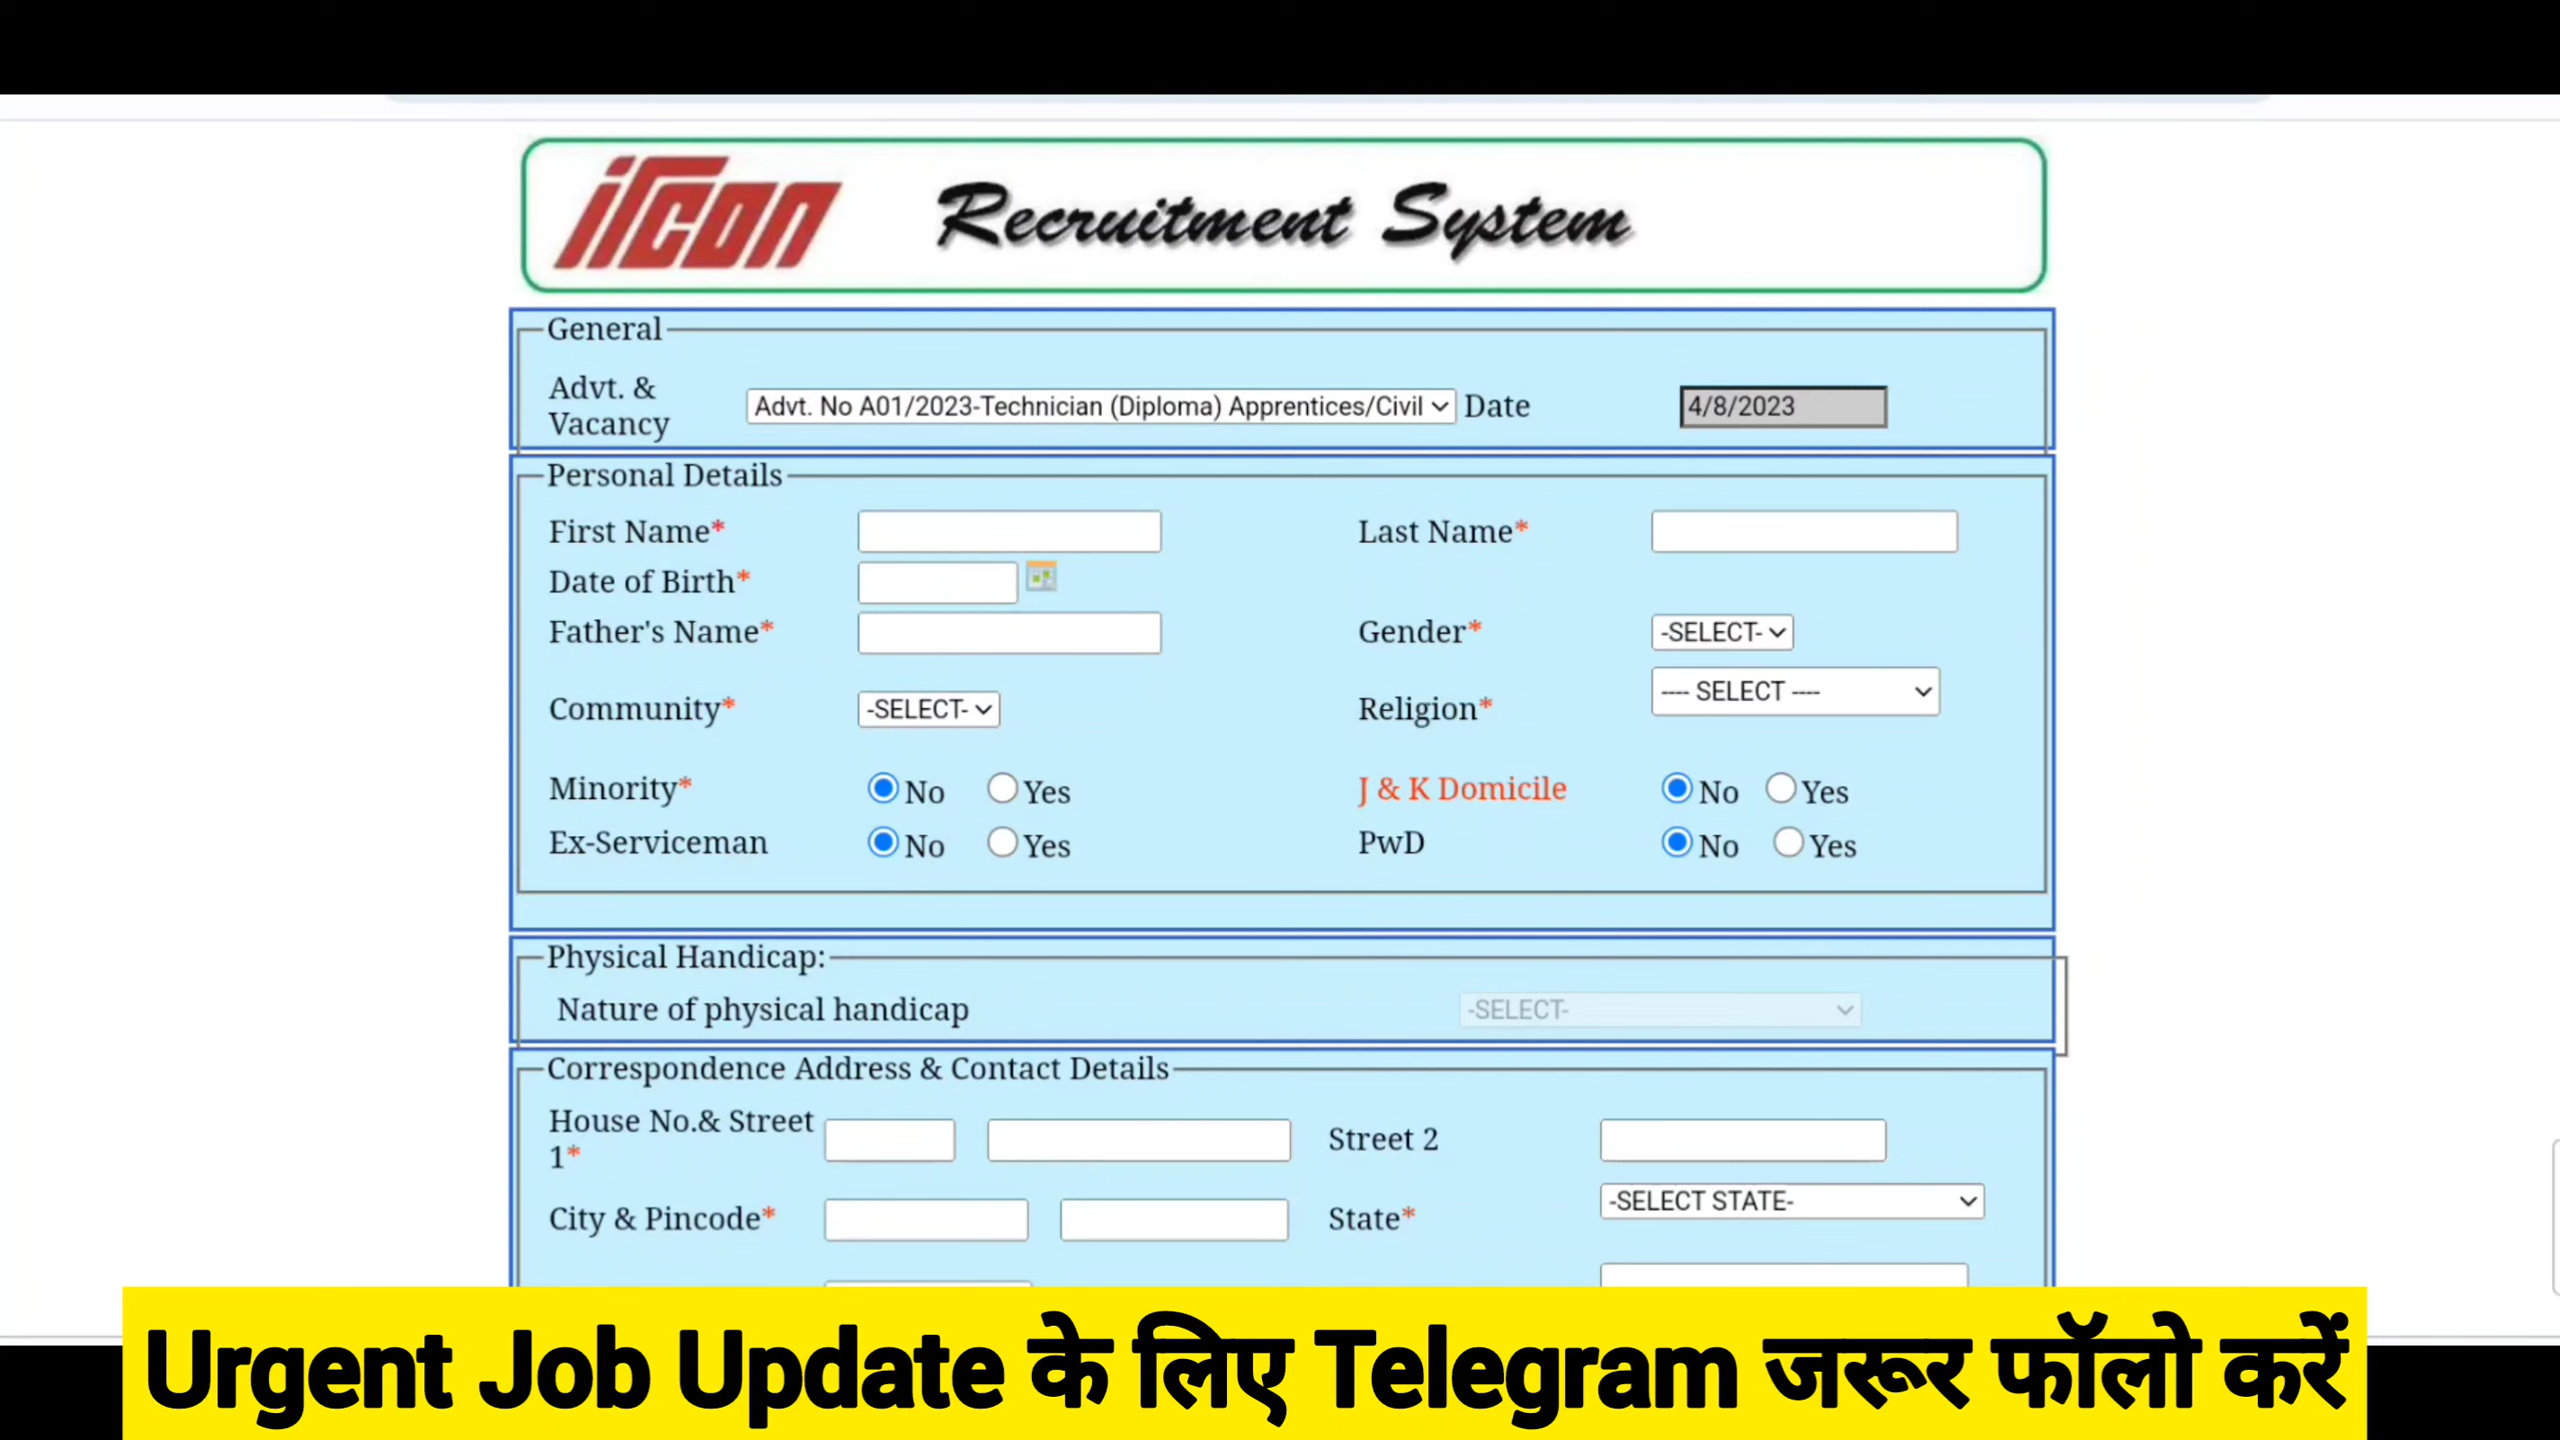 ircon Recruitment System
General
Advt. & Vacancy Advt. No A01/2023-Technician (Diploma) Apprentices/Civil Date 4/8/2023
Personal Details
First Name* Last Name*
Date of Birth*
Father's Name* Gender* -SELECT-
Community* -SELECT- Religion* ---- SELECT ----
Minority* No Yes J & K Domicile No Yes
Ex-Serviceman No Yes PwD No Yes
Physical Handicap:
Nature of physical handicap -SELECT-
Correspondence Address & Contact Details
House No.& Street 1* Street 2
City & Pincode* State* -SELECT STATE-
Urgent Job Update के लिए Telegram जरूर फॉलो करें